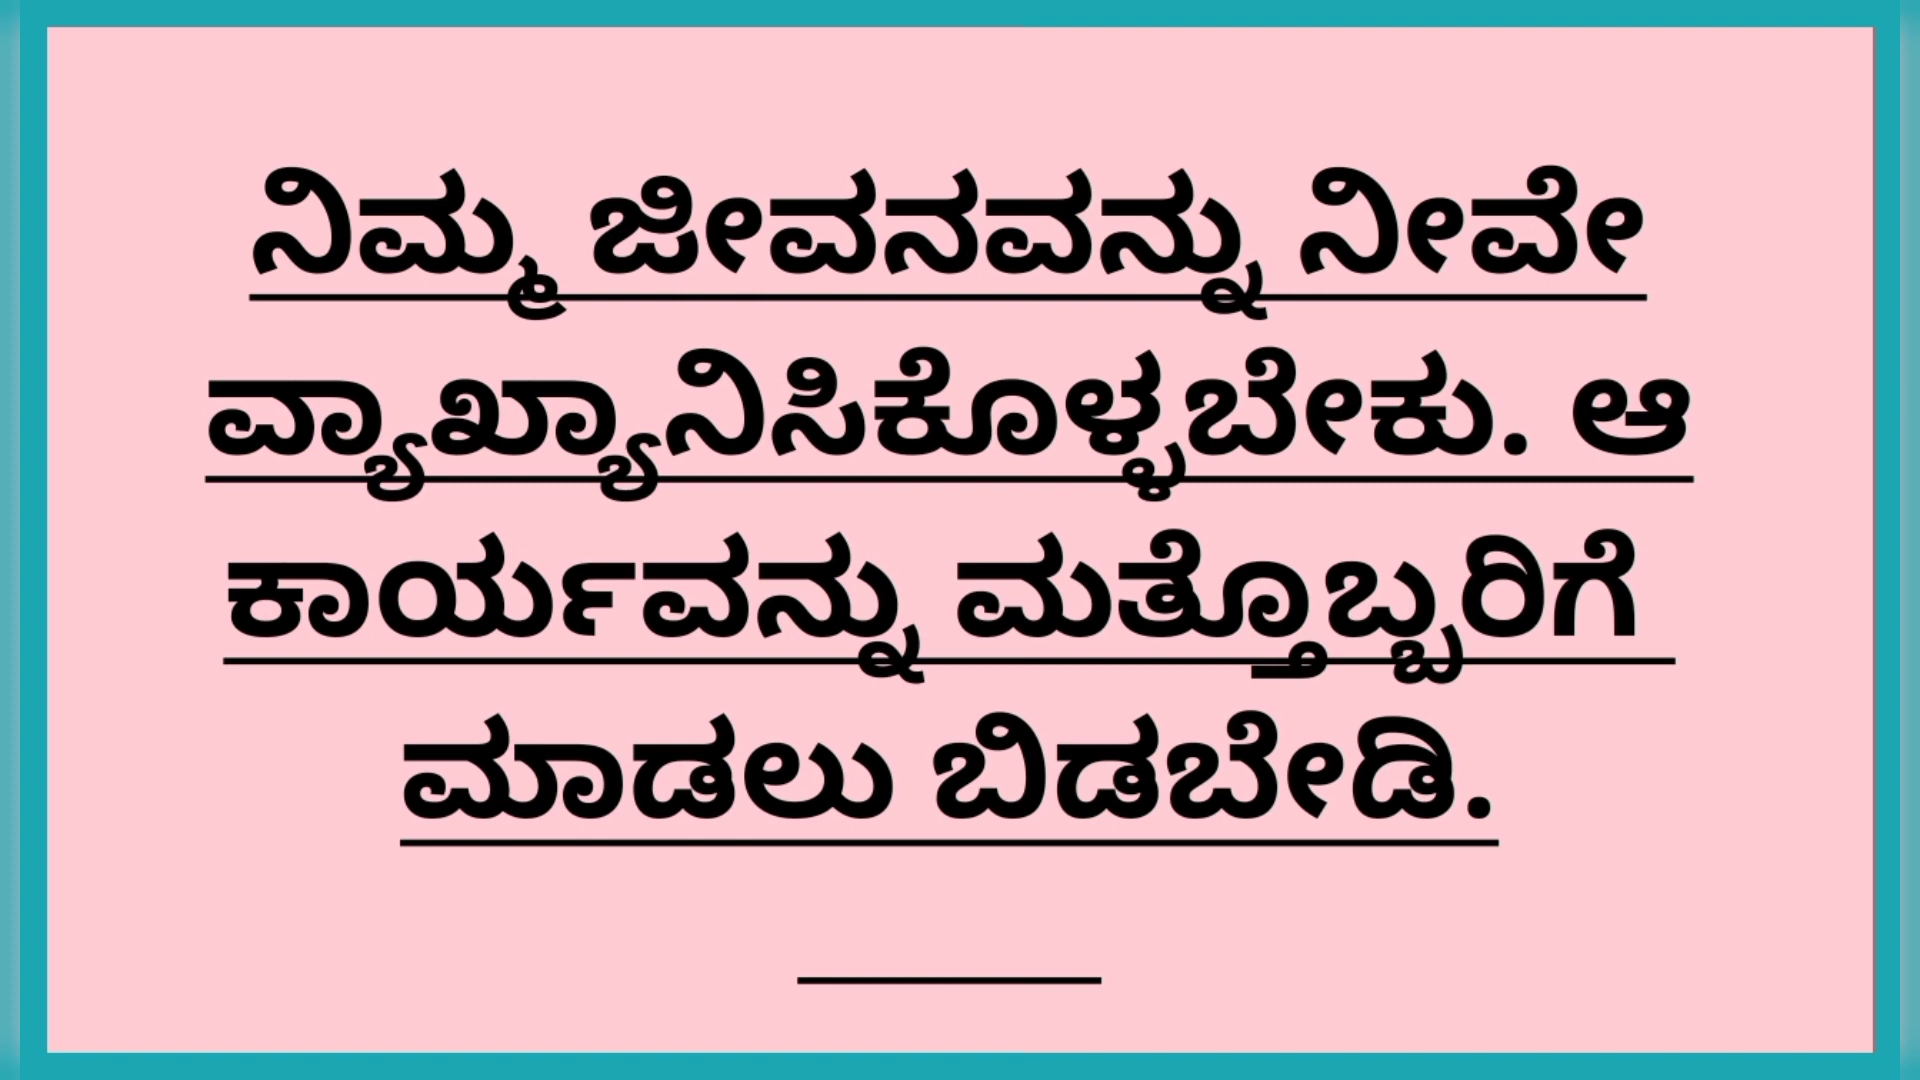 ನಿಮ್ಮ ಜೀವನವನ್ನು ನೀವೇ
ವ್ಯಾಖ್ಯಾನಿಸಿಕೊಳ್ಳಬೇಕು. ಆ
ಕಾರ್ಯವನ್ನು ಮತ್ತೊಬ್ಬರಿಗೆ
ಮಾಡಲು ಬಿಡಬೇಡಿ.